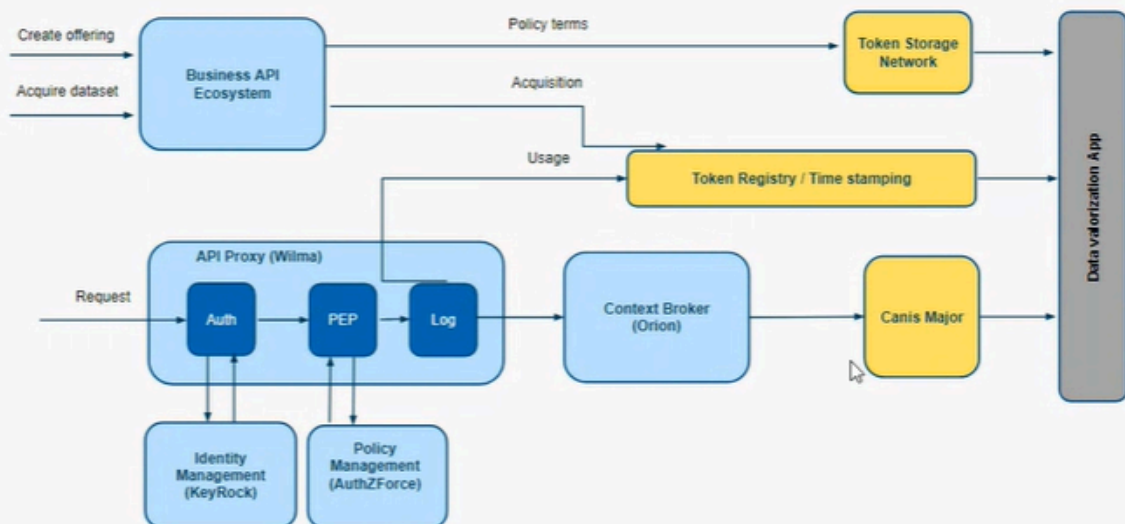 Create offering
Acquire dataset
Business API
Ecosystem
Policy terms
Acquisition
Usage
Token Storage
Network
Token Registry / Time stamping
Data valorization App
API Proxy (Wilma)
Request
Auth
PEP
Log
Context Broker
(Orion)
Canis Major
Identity
Management
(KeyRock)
Policy
Management
(AuthZForce)